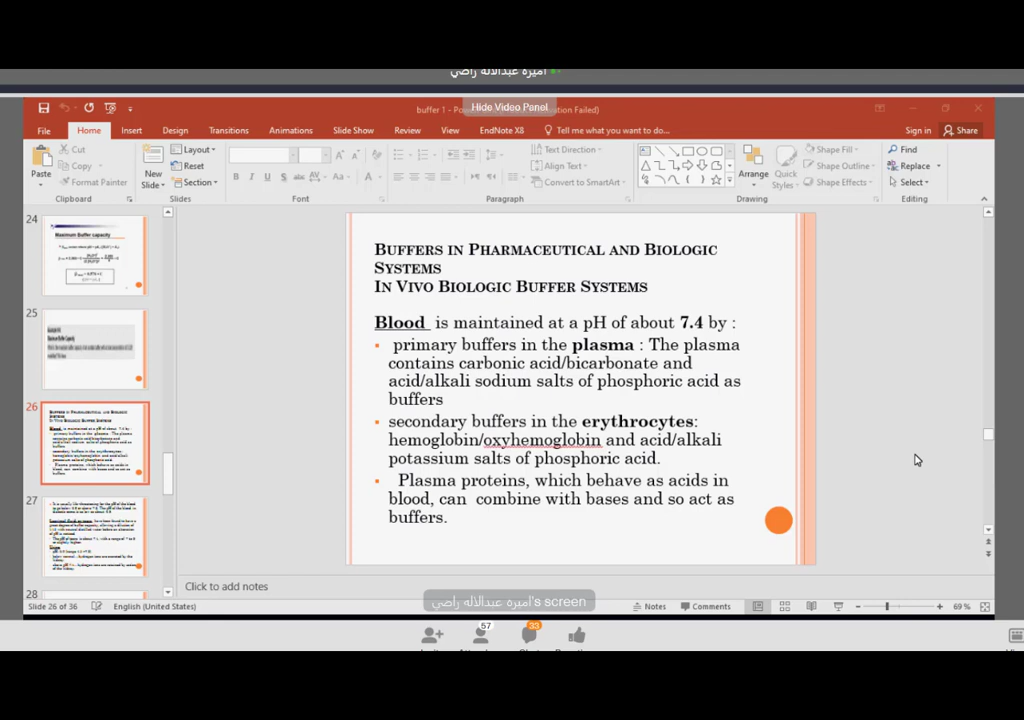 اميره عبدالاله راضي
buffer 1 - Po
Hide Video Panel
ion Failed)
File
Home
Insert
Design
Transitions
Animations
Slide Show
Review
View
EndNote X8
Tell me what you want to do...
Sign in
Share
Paste
Cut
Copy
Format Painter
Clipboard
New
Slide
Layout
Reset
Section
Slides
B I U S abc AV Aa A
Font
Text Direction
Align Text
Convert to SmartArt
Paragraph
Arrange
Quick
Styles
Shape Fill
Shape Outline
Shape Effects
Drawing
Find
Replace
Select
Editing
24
Maximum Buffer capacity
25
26
27
28
BUFFERS IN PHARMACEUTICAL AND BIOLOGIC
SYSTEMS
IN VIVO BIOLOGIC BUFFER SYSTEMS
Blood is maintained at a pH of about 7.4 by :
• primary buffers in the plasma : The plasma
contains carbonic acid/bicarbonate and
acid/alkali sodium salts of phosphoric acid as
buffers
• secondary buffers in the erythrocytes:
hemoglobin/oxyhemoglobin and acid/alkali
potassium salts of phosphoric acid.
• Plasma proteins, which behave as acids in
blood, can combine with bases and so act as
buffers.
Click to add notes
اميره عبدالاله راضي's screen
Slide 26 of 36
English (United States)
Notes
Comments
69 %
57
33